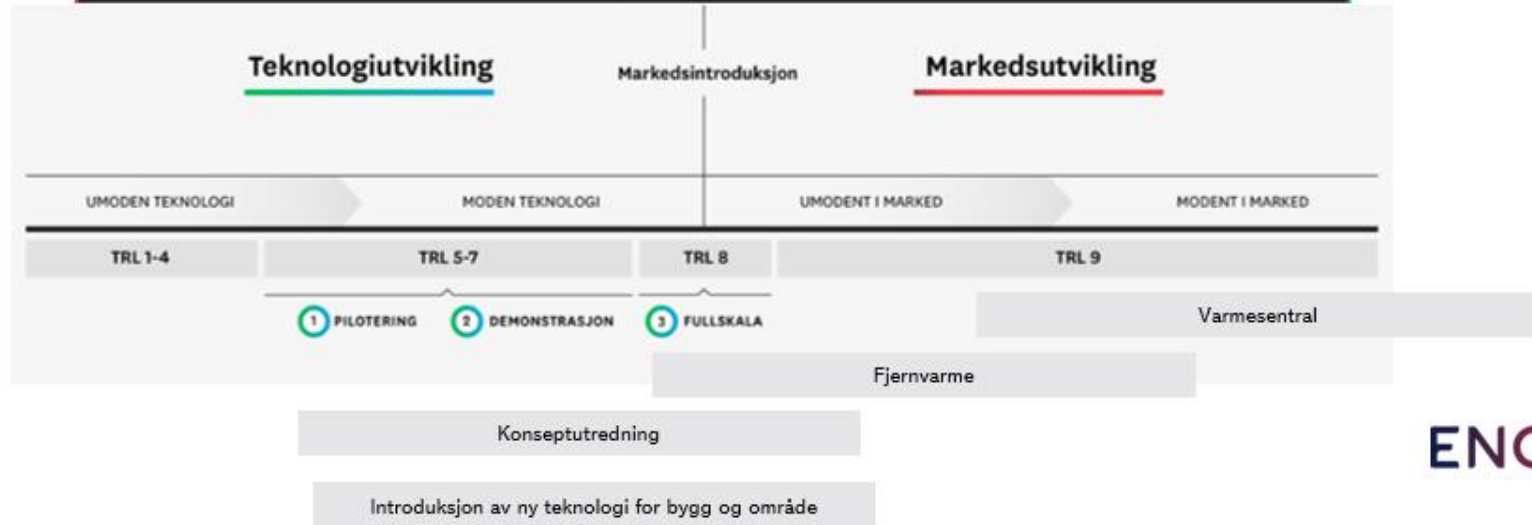 Teknologiutvikling
Markedsintroduksjon
Markedsutvikling
UMODEN TEKNOLOGI
MODEN TEKNOLOGI
UMODENT I MARKED
MODENT I MARKED
TRL 1-4
TRL 5-7
TRL 8
TRL 9
1 PILOTERING
2 DEMONSTRASJON
3 FULLSKALA
Varmesentral
Fjernvarme
Konseptutredning
Introduksjon av ny teknologi for bygg og område